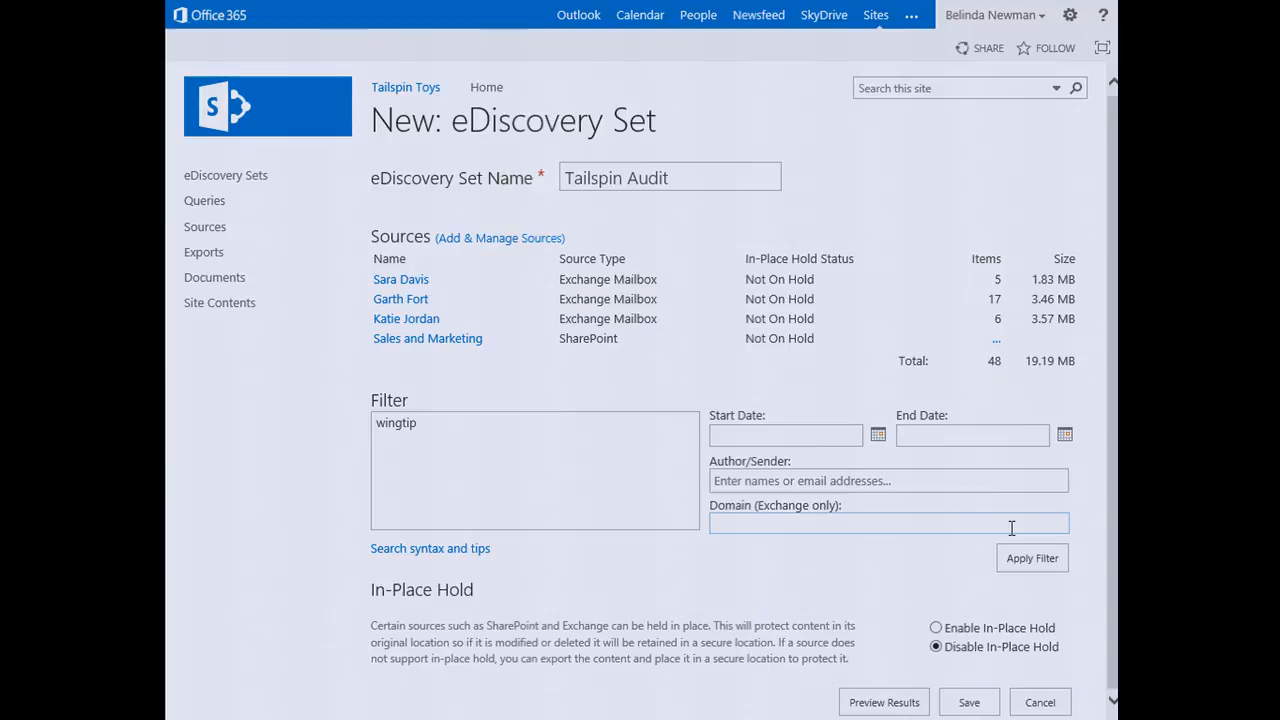 Office 365 Outlook Calendar People Newsfeed SkyDrive Sites ... Belinda Newman ?
SHARE FOLLOW
S
Tailspin Toys Home
Search this site
New: eDiscovery Set
eDiscovery Sets
Queries
Sources
Exports
Documents
Site Contents
eDiscovery Set Name * Tailspin Audit
Sources (Add & Manage Sources)
Name Source Type In-Place Hold Status Items Size
Sara Davis Exchange Mailbox Not On Hold 5 1.83 MB
Garth Fort Exchange Mailbox Not On Hold 17 3.46 MB
Katie Jordan Exchange Mailbox Not On Hold 6 3.57 MB
Sales and Marketing SharePoint Not On Hold ...
Total: 48 19.19 MB
Filter
wingtip
Start Date: End Date:
Author/Sender:
Enter names or email addresses...
Domain (Exchange only):
Search syntax and tips
Apply Filter
In-Place Hold
Certain sources such as SharePoint and Exchange can be held in place. This will protect content in its
original location so if it is modified or deleted it will be retained in a secure location. If a source does
not support in-place hold, you can export the content and place it in a secure location to protect it.
Enable In-Place Hold
Disable In-Place Hold
Preview Results Save Cancel